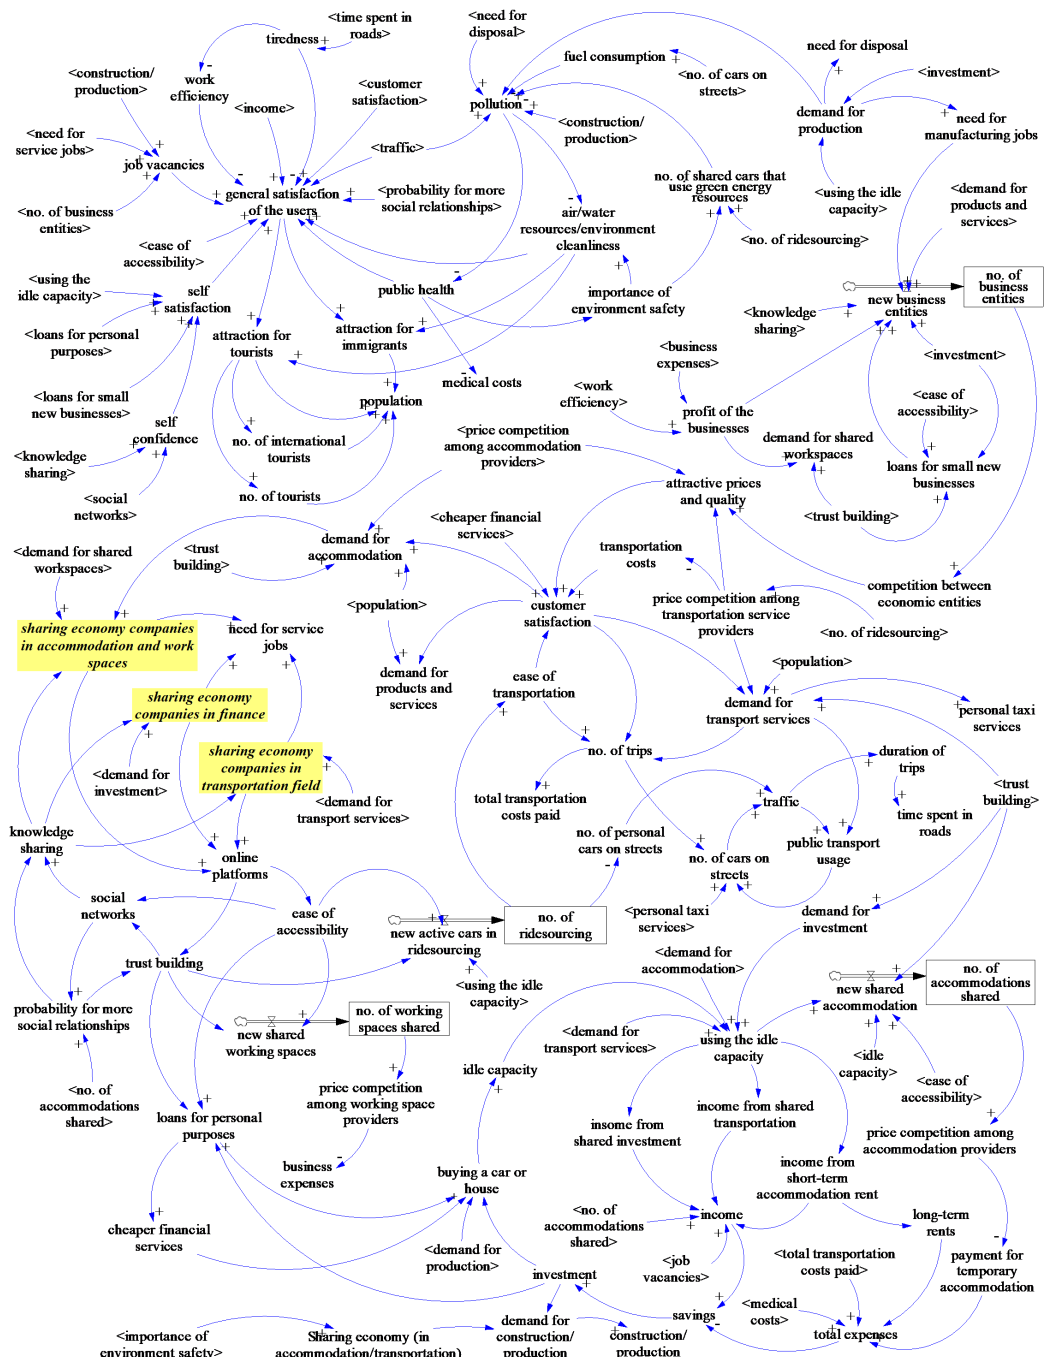 <time spent in
roads>
tiredness
<need for
disposal>
fuel consumption
need for disposal
<no. of cars on
streets>
<investment>
<construction/
production>
work
efficiency
<customer
satisfaction>
<income>
pollution
demand for
production
need for
manufacturing jobs
<construction/
production>
<need for
service jobs>
job vacancies
<traffic>
no. of shared cars that
usie green energy
resources
general satisfaction
of the users
<probability for more
social relationships>
<using the idle
capacity>
<demand for
products and
services>
<no. of business
entities>
air/water
resources/environment
cleanliness
<no. of ridesourcing>
<ease of
accessibility>
<using the
idle capacity>
self
satisfaction
public health
importance of
environment safety
no. of
business
entities
new business
entities
<knowledge
sharing>
<loans for personal
purposes>
attraction for
tourists
attraction for
immigrants
<business
expenses>
<investment>
medical costs
<work
efficiency>
<ease of
accessibility>
<loans for small
new businesses>
population
profit of the
businesses
self
confidence
no. of international
tourists
<price competition
among accommodation
providers>
demand for shared
workspaces
<knowledge
sharing>
loans for small new
businesses
no. of tourists
attractive prices
and quality
<social
networks>
<trust building>
<cheaper financial
services>
demand for
accommodation
transportation
costs
<demand for shared
workspaces>
<trust
building>
competition between
economic entities
<population>
customer
satisfaction
price competition among
transportation service
providers
sharing economy companies
in accommodation and work
spaces
need for service
jobs
<no. of ridesourcing>
<population>
demand for
products and
services
ease of
transportation
sharing economy
companies in finance
demand for
transport services
personal taxi
services
sharing economy
companies in
transportation field
no. of trips
duration of
trips
<demand for
investment>
<trust
building>
<demand for
transport services>
total transportation
costs paid
traffic
time spent in
roads
knowledge
sharing
no. of personal
cars on streets
public transport
usage
online
platforms
no. of cars on
streets
social
networks
ease of
accessibility
no. of
ridesourcing
<personal taxi
services>
demand for
investment
new active cars in
ridesourcing
<demand for
accommodation>
trust building
no. of
accommodations
shared
<using the idle
capacity>
new shared
accommodation
probability for more
social relationships
no. of working
spaces shared
new shared
working spaces
<demand for
transport services>
using the idle
capacity
<idle
capacity>
idle capacity
<no. of
accommodations
shared>
price competition
among working space
providers
<ease of
accessibility>
loans for personal
purposes
insome from
shared investment
income from shared
transportation
price competition among
accommodation providers
business
expenses
buying a car or
house
income from
short-term
accommodation rent
<no. of
accommodations
shared>
income
long-term
rents
cheaper financial
services
<demand for
production>
<job
vacancies>
<total transportation
costs paid>
payment for
temporary
accommodation
investment
<medical
costs>
savings
total expenses
<importance of
environment safety>
Sharing economy (in
accommodation/transportation)
demand for
construction/
production
construction/
production